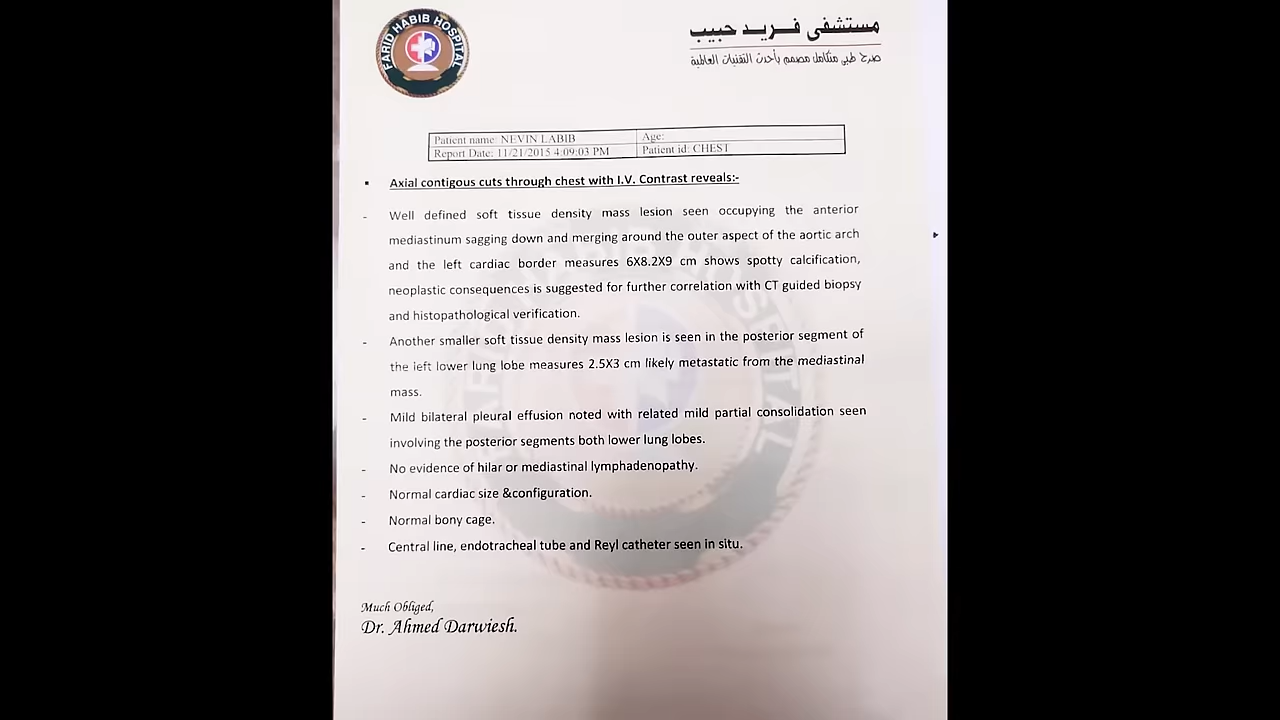 FARID HABIB HOSPITAL
مستشفى فريد حبيب
صرح طبى متكامل مصمم بأحدث التقنيات العالمية
Patient name: NEVIN LABIB Age:
Report Date: 11/21/2015 4:09:03 PM Patient id: CHEST
▪ Axial contigous cuts through chest with I.V. Contrast reveals:-
- Well defined soft tissue density mass lesion seen occupying the anterior
mediastinum sagging down and merging around the outer aspect of the aortic arch
and the left cardiac border measures 6X8.2X9 cm shows spotty calcification,
neoplastic consequences is suggested for further correlation with CT guided biopsy
and histopathological verification.
- Another smaller soft tissue density mass lesion is seen in the posterior segment of
the left lower lung lobe measures 2.5X3 cm likely metastatic from the mediastinal
mass.
- Mild bilateral pleural effusion noted with related mild partial consolidation seen
involving the posterior segments both lower lung lobes.
- No evidence of hilar or mediastinal lymphadenopathy.
- Normal cardiac size &configuration.
- Normal bony cage.
- Central line, endotracheal tube and Reyl catheter seen in situ.
Much Obliged,
Dr. Ahmed Darwiesh.